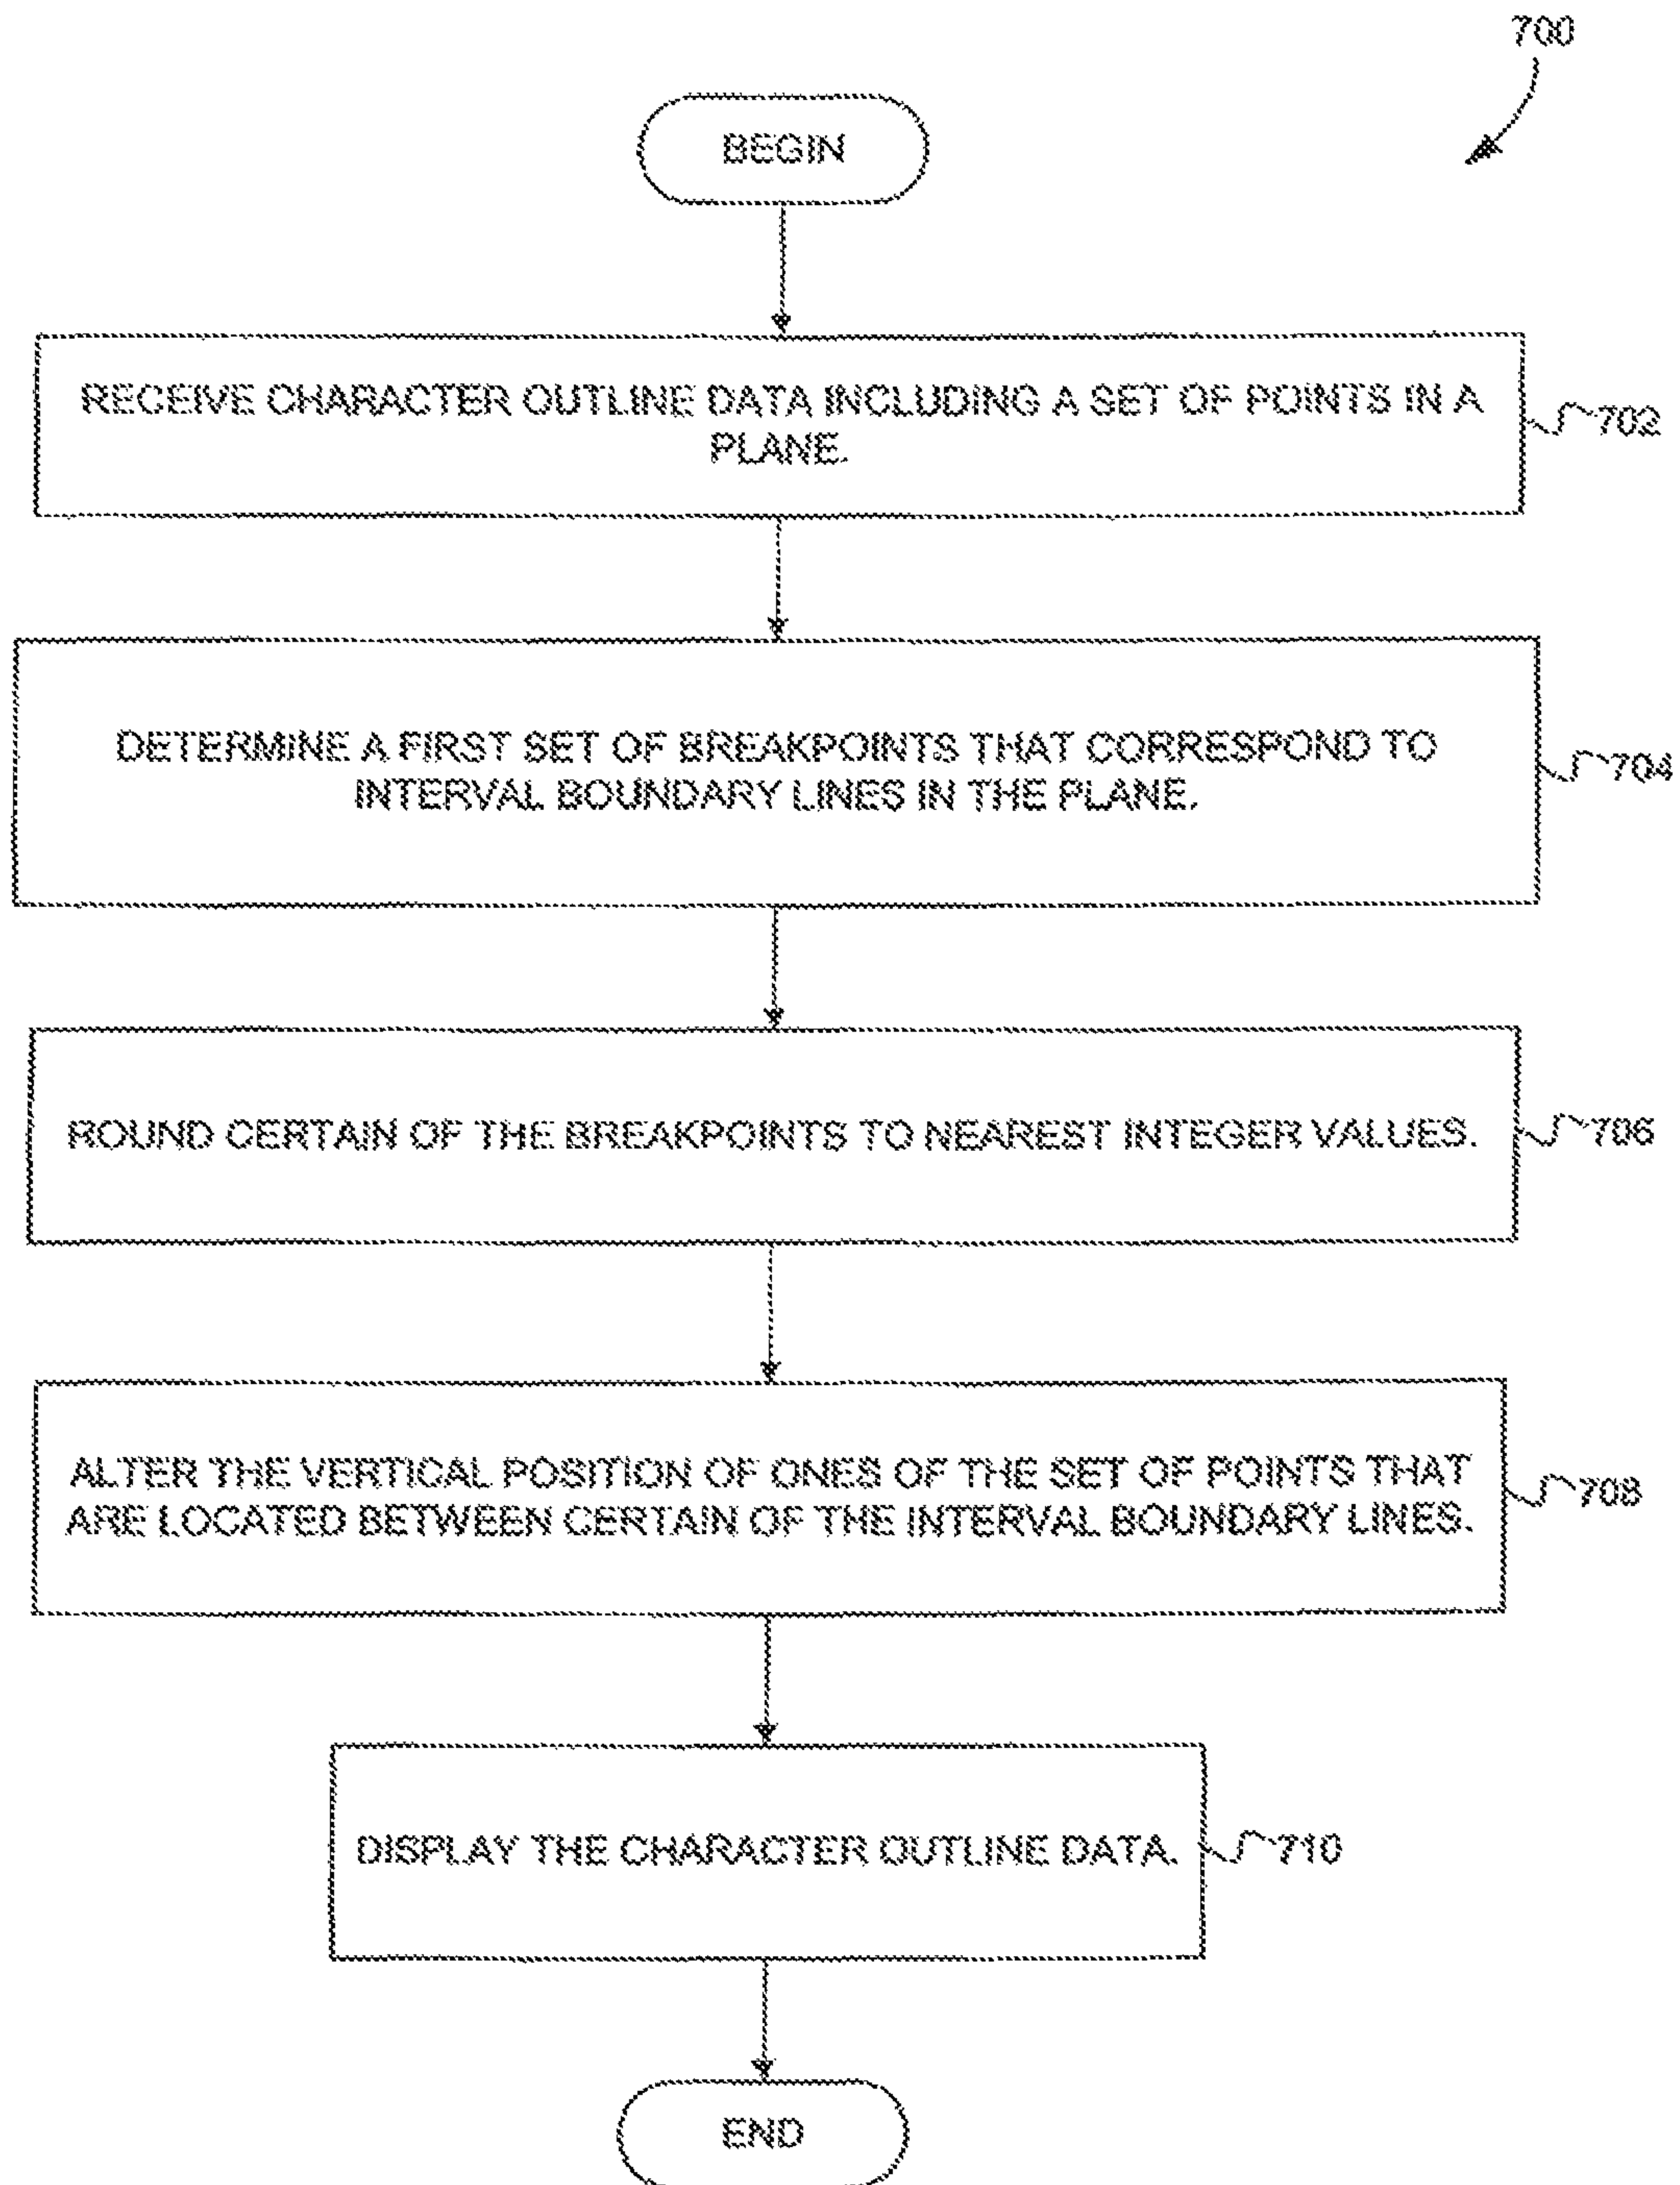 700
BEGIN
RECEIVE CHARACTER OUTLINE DATA INCLUDING A SET OF POINTS IN A
PLANE.
702
DETERMINE A FIRST SET OF BREAKPOINTS THAT CORRESPOND TO
INTERVAL BOUNDARY LINES IN THE PLANE.
704
ROUND CERTAIN OF THE BREAKPOINTS TO NEAREST INTEGER VALUES.
706
ALTER THE VERTICAL POSITION OF ONES OF THE SET OF POINTS THAT
ARE LOCATED BETWEEN CERTAIN OF THE INTERVAL BOUNDARY LINES.
708
DISPLAY THE CHARACTER OUTLINE DATA.
710
END